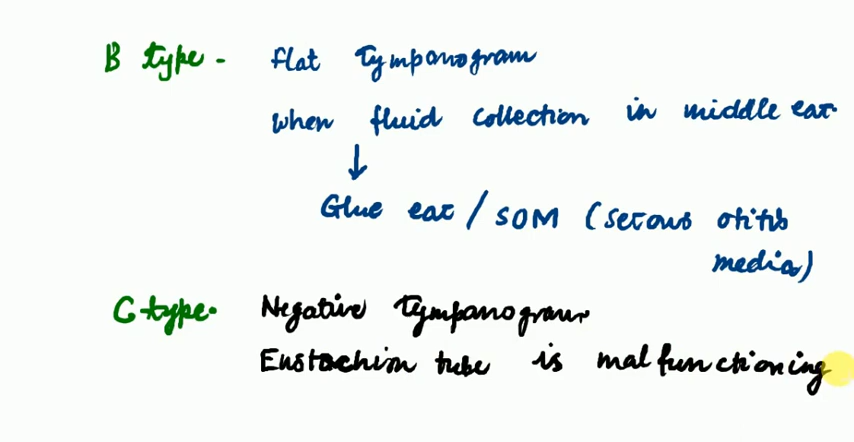 B type - flat Tympanogram
when fluid collection in middle ear.
↓
Glue ear / SOM (serous otitis
media)
C type. Negative Tympanogram
Eustachion tube is malfunctioning